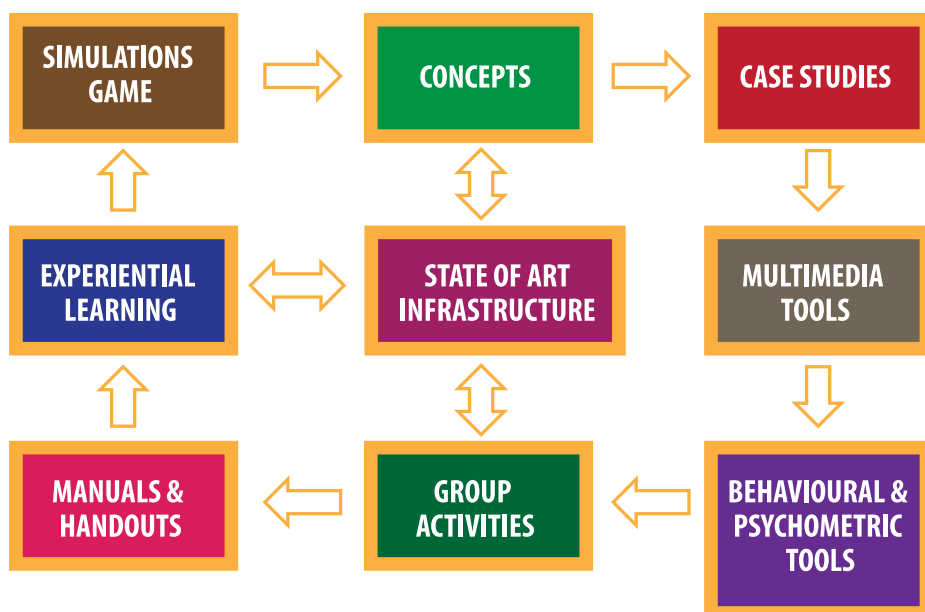 SIMULATIONS
GAME
CONCEPTS
CASE STUDIES
EXPERIENTIAL
LEARNING
STATE OF ART
INFRASTRUCTURE
MULTIMEDIA
TOOLS
MANUALS &
HANDOUTS
GROUP
ACTIVITIES
BEHAVIOURAL &
PSYCHOMETRIC
TOOLS